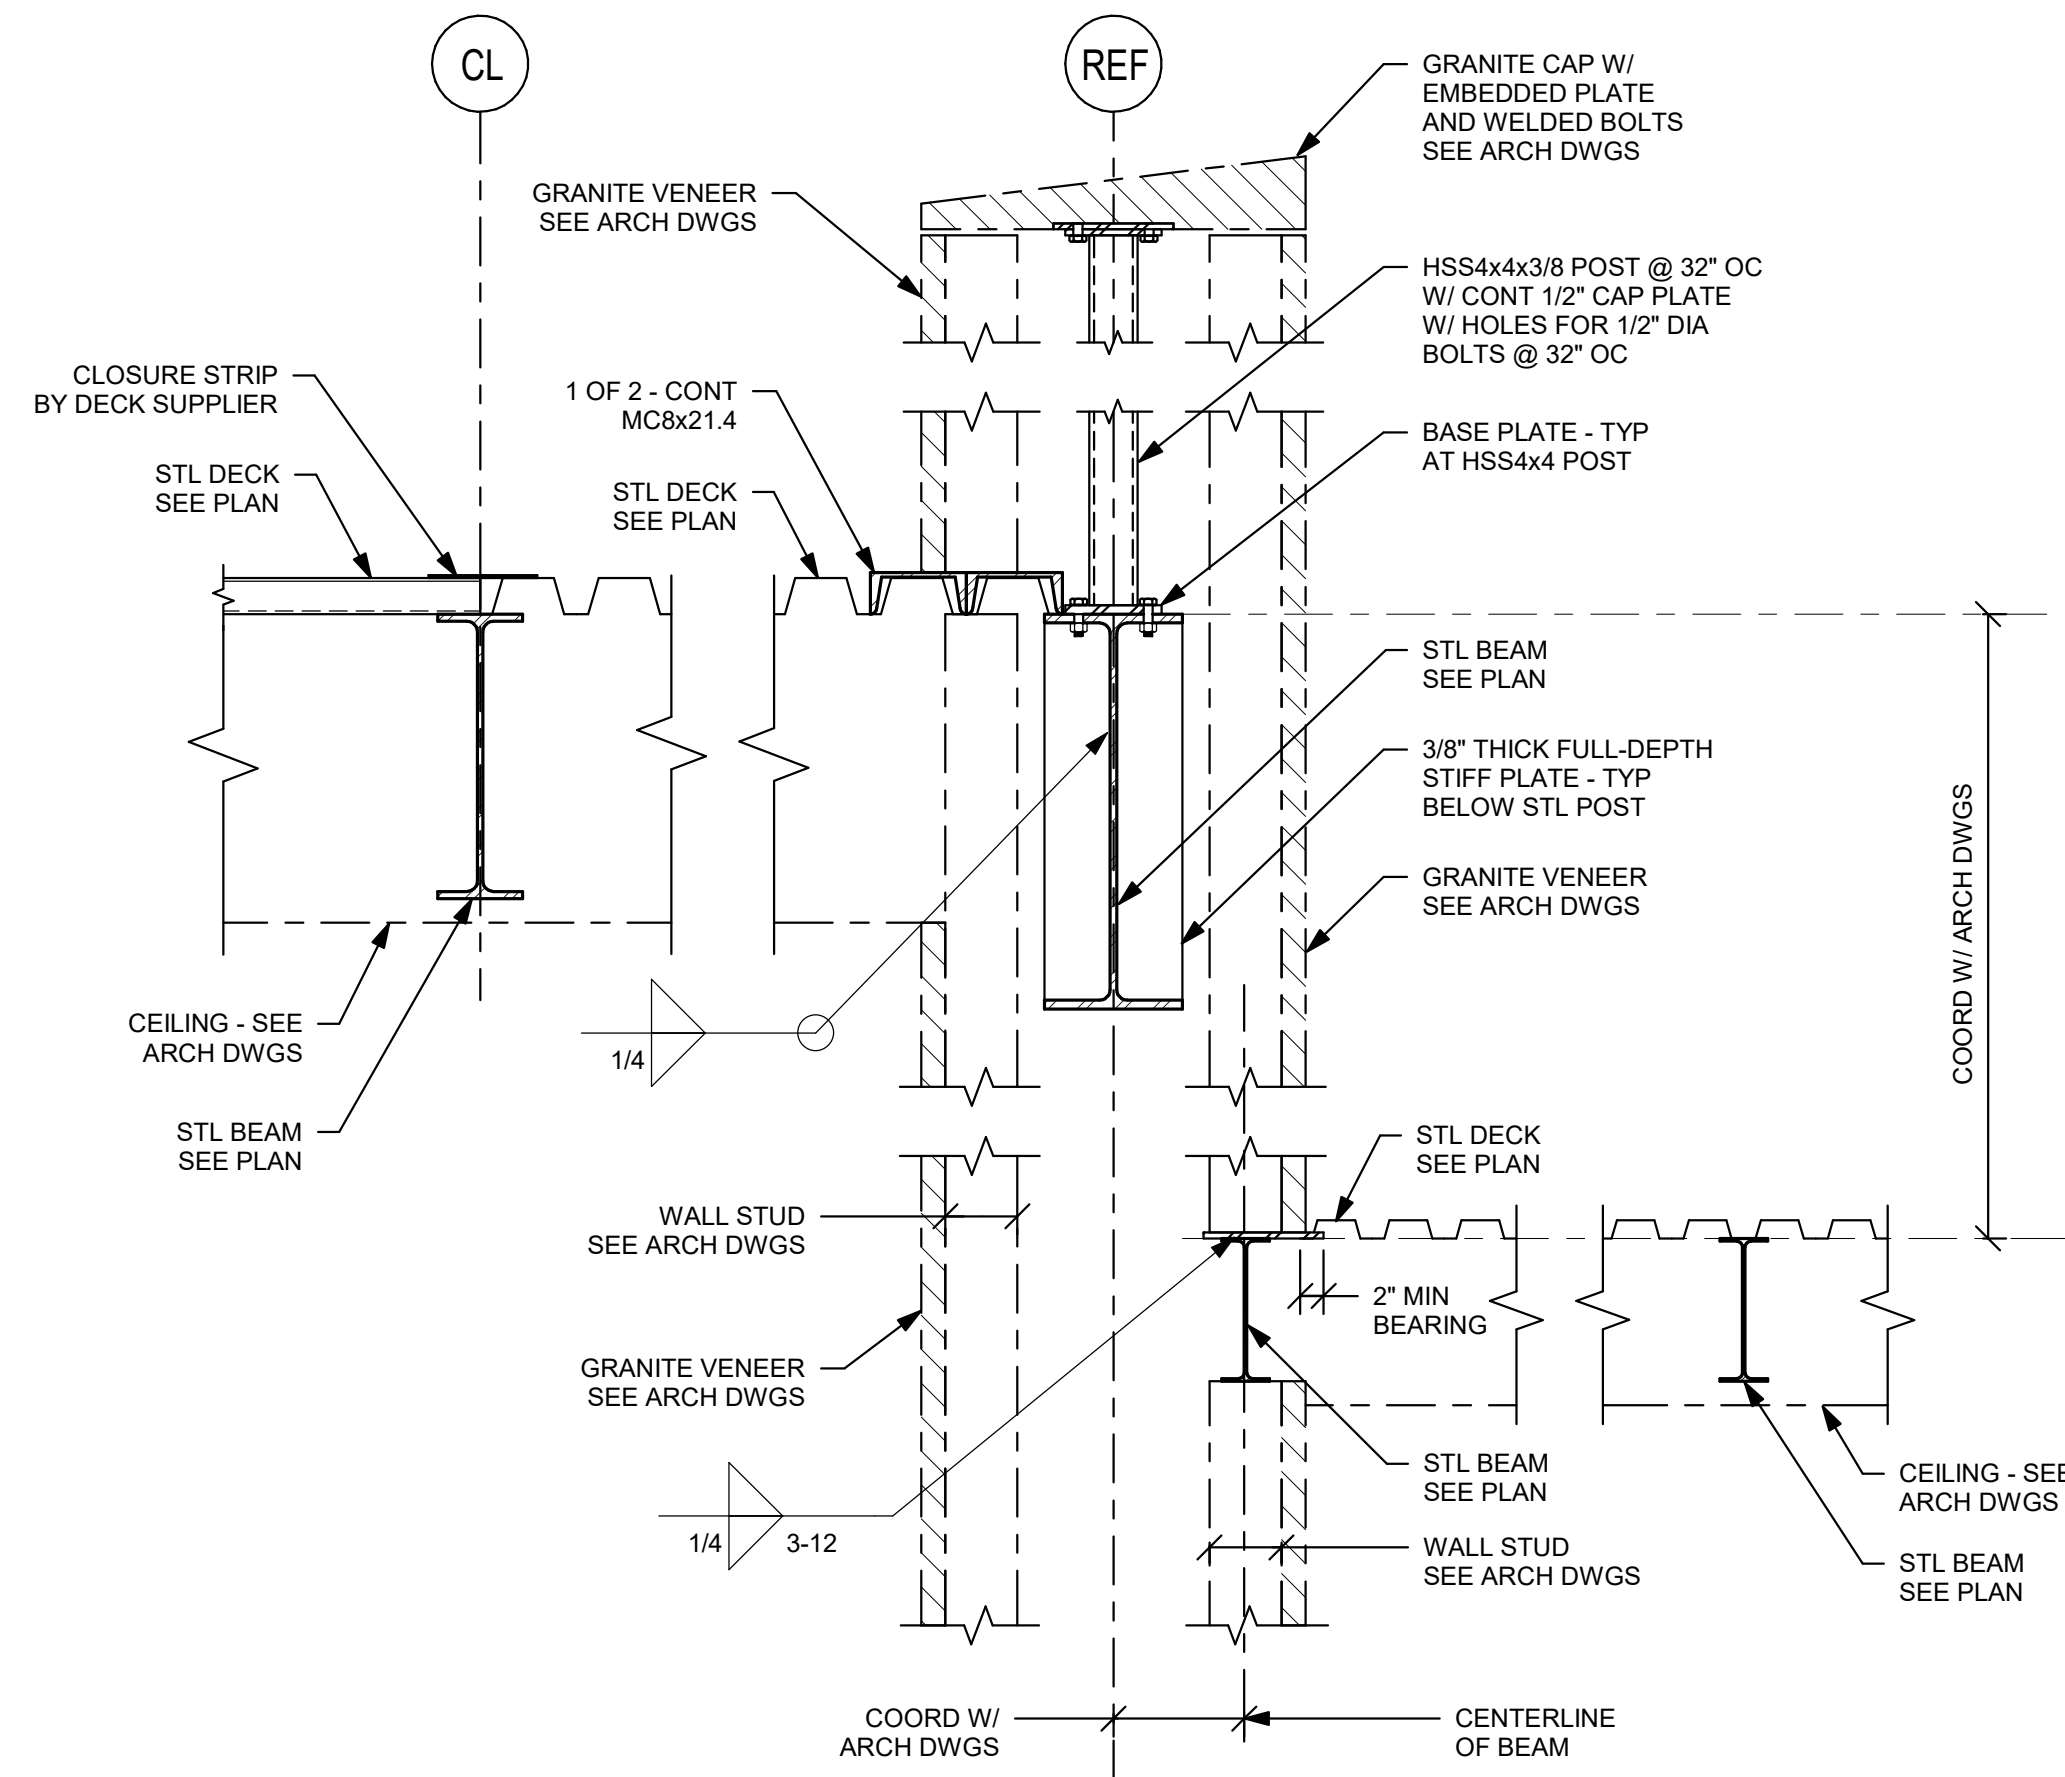 CL
REF
GRANITE CAP W/
EMBEDDED PLATE
AND WELDED BOLTS
SEE ARCH DWGS
GRANITE VENEER
SEE ARCH DWGS
HSS4x4x3/8 POST @ 32" OC
W/ CONT 1/2" CAP PLATE
W/ HOLES FOR 1/2" DIA
BOLTS @ 32" OC
CLOSURE STRIP
BY DECK SUPPLIER
1 OF 2 - CONT
MC8x21.4
BASE PLATE - TYP
AT HSS4x4 POST
STL DECK
SEE PLAN
STL DECK
SEE PLAN
STL BEAM
SEE PLAN
3/8" THICK FULL-DEPTH
STIFF PLATE - TYP
BELOW STL POST
COORD W/ ARCH DWGS
GRANITE VENEER
SEE ARCH DWGS
CEILING - SEE
ARCH DWGS
1/4
STL BEAM
SEE PLAN
STL DECK
SEE PLAN
WALL STUD
SEE ARCH DWGS
2" MIN
BEARING
GRANITE VENEER
SEE ARCH DWGS
STL BEAM
SEE PLAN
CEILING - SEE
ARCH DWGS
1/4
3-12
WALL STUD
SEE ARCH DWGS
STL BEAM
SEE PLAN
COORD W/
ARCH DWGS
CENTERLINE
OF BEAM